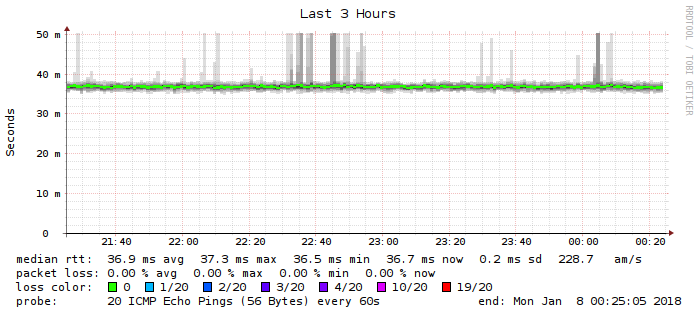 Last 3 Hours
RRDTOOL / TOBI OETIKER
Seconds
50 m
40 m
30 m
20 m
10 m
0
21:40 22:00 22:20 22:40 23:00 23:20 23:40 00:00 00:20
median rtt: 36.9 ms avg 37.3 ms max 36.5 ms min 36.7 ms now 0.2 ms sd 228.7 am/s
packet loss: 0.00 % avg 0.00 % max 0.00 % min 0.00 % now
loss color: 0 1/20 2/20 3/20 4/20 10/20 19/20
probe: 20 ICMP Echo Pings (56 Bytes) every 60s end: Mon Jan 8 00:25:05 2018